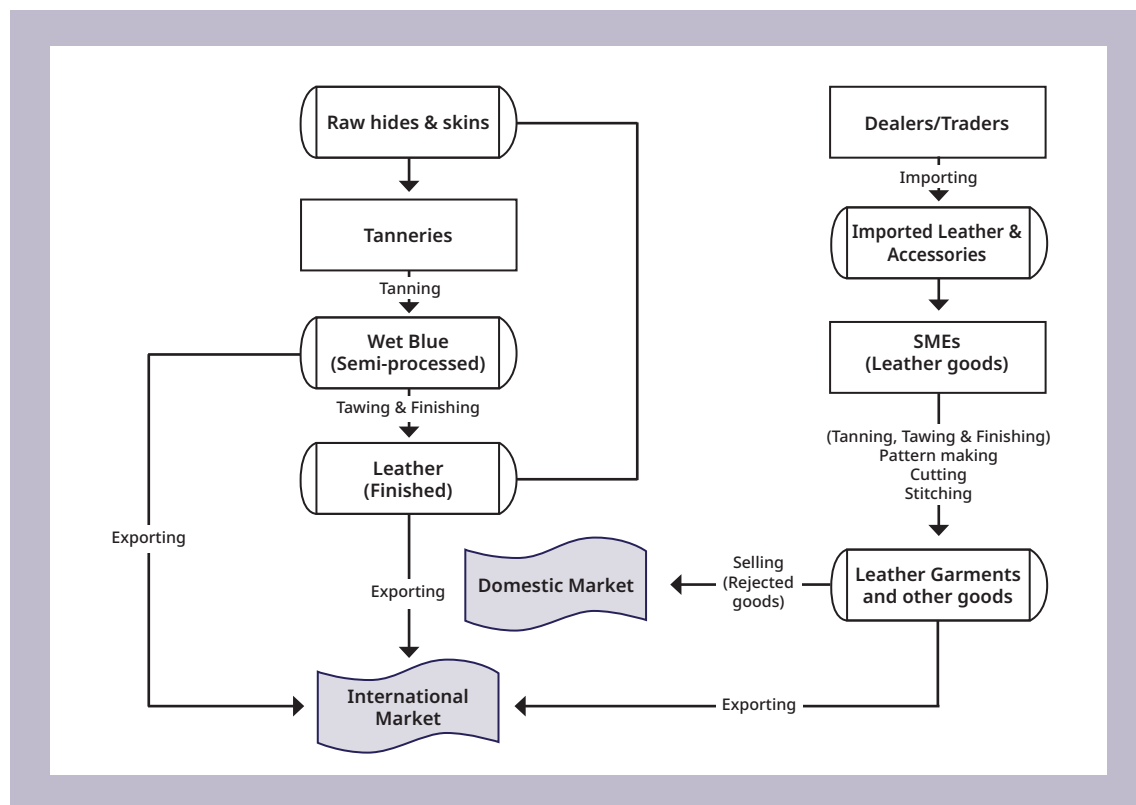 Raw hides & skins
Tanneries
Tanning
Wet Blue
(Semi-processed)
Tawing & Finishing
Leather
(Finished)
Exporting
Exporting
International
Market
Domestic Market
Dealers/Traders
Importing
Imported Leather &
Accessories
SMEs
(Leather goods)
(Tanning, Tawing & Finishing)
Pattern making
Cutting
Stitching
Leather Garments
and other goods
Selling
(Rejected
goods)
Exporting